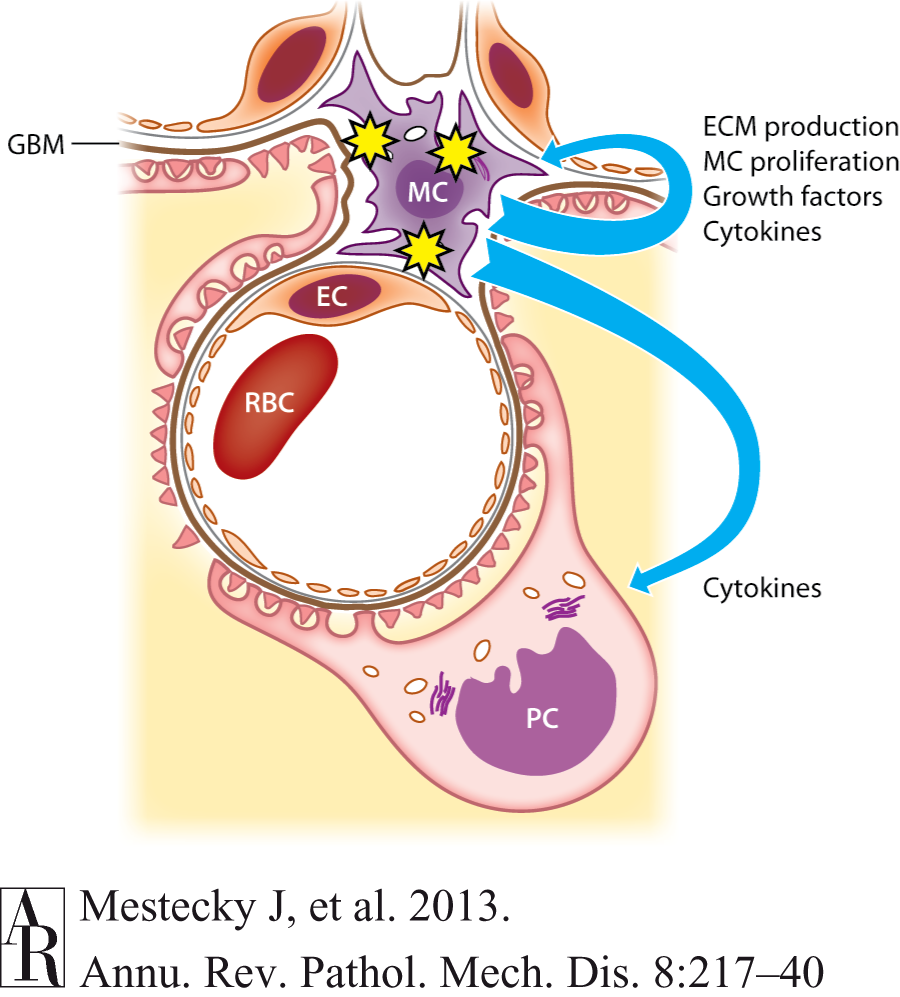 GBM
MC
ECM production
MC proliferation
Growth factors
Cytokines
EC
RBC
Cytokines
PC
AR
Mestecky J, et al. 2013.
Annu. Rev. Pathol. Mech. Dis. 8:217–40